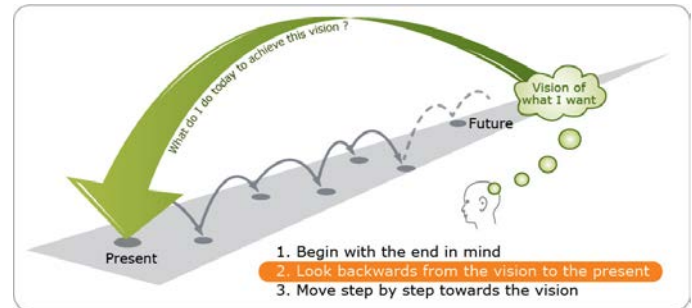 What do I do today to achieve this vision ?
Vision of
what I want
Future
Present
1. Begin with the end in mind
2. Look backwards from the vision to the present
3. Move step by step towards the vision